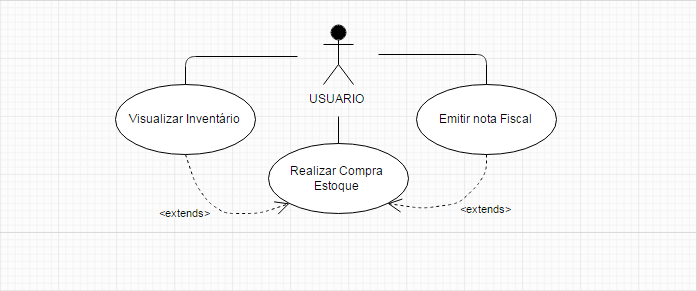 USUARIO
Visualizar Inventário
Emitir nota Fiscal
Realizar Compra
Estoque
<extends>
<extends>